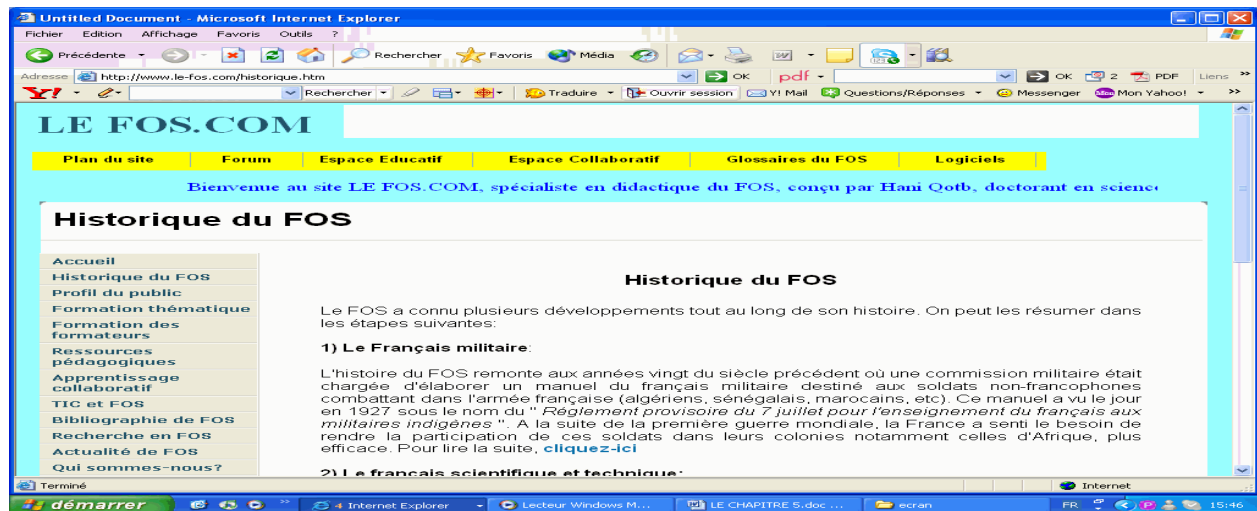 Untitled Document - Microsoft Internet Explorer
Fichier Edition Affichage Favoris Outils ?
Précédente Rechercher Favoris Média
Adresse http://www.le-fos.com/historique.htm OK pdf OK 2 PDF Liens »
Y! Rechercher Traduire Ouvrir session Y! Mail Questions/Réponses Messenger Mon Yahoo! »
LE FOS.COM
Plan du site Forum Espace Educatif Espace Collaboratif Glossaires du FOS Logiciels
Bienvenue au site LE FOS.COM, spécialiste en didactique du FOS, conçu par Hani Qotb, doctorant en science
Historique du FOS
Accueil
Historique du FOS
Profil du public
Formation thématique
Formation des
formateurs
Ressources
pédagogiques
Apprentissage
collaboratif
TIC et FOS
Bibliographie de FOS
Recherche en FOS
Actualité de FOS
Qui sommes-nous?
Historique du FOS
Le FOS a connu plusieurs développements tout au long de son histoire. On peut les résumer dans
les étapes suivantes:
1) Le Français militaire:
L'histoire du FOS remonte aux années vingt du siècle précédent où une commission militaire était
chargée d'élaborer un manuel du français militaire destiné aux soldats non-francophones
combattant dans l'armée française (algériens, sénégalais, marocains, etc). Ce manuel a vu le jour
en 1927 sous le nom du " Réglement provisoire du 7 juillet pour l'enseignement du français aux
militaires indigènes ". A la suite de la première guerre mondiale, la France a senti le besoin de
rendre la participation de ces soldats dans leurs colonies notamment celles d'Afrique, plus
efficace. Pour lire la suite, cliquez-ici
2) Le français scientifique et technique:
Terminé Internet
démarrer » 4 Internet Explorer Lecteur Windows M... LE CHAPITRE 5.doc ... ecran FR 15:46